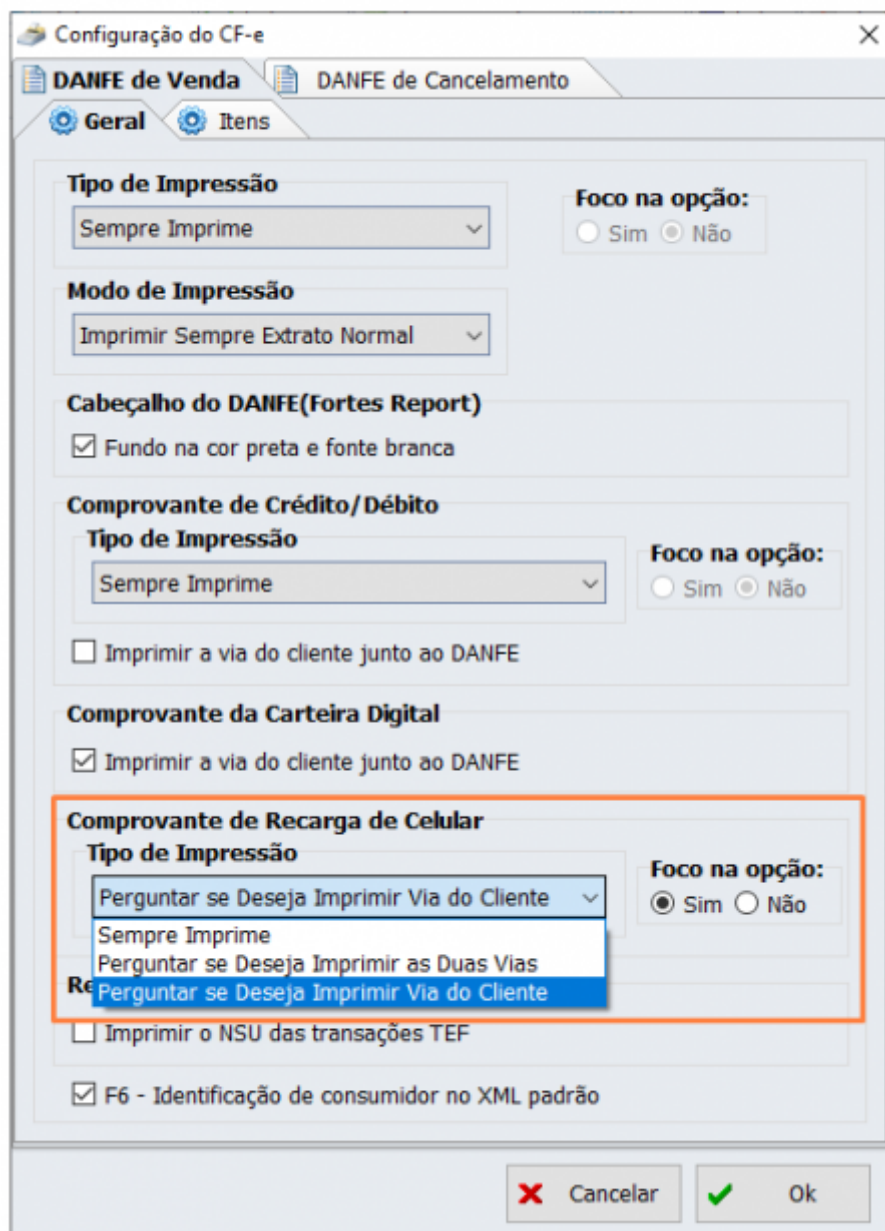 Configuração do CF-e
DANFE de Venda DANFE de Cancelamento
Geral Itens
Tipo de Impressão
Foco na opção:
Sempre Imprime
Sim Não
Modo de Impressão
Imprimir Sempre Extrato Normal
Cabeçalho do DANFE(Fortes Report)
Fundo na cor preta e fonte branca
Comprovante de Crédito/Débito
Tipo de Impressão
Foco na opção:
Sempre Imprime
Sim Não
Imprimir a via do cliente junto ao DANFE
Comprovante da Carteira Digital
Imprimir a via do cliente junto ao DANFE
Comprovante de Recarga de Celular
Tipo de Impressão
Foco na opção:
Perguntar se Deseja Imprimir Via do Cliente
Sim Não
Sempre Imprime
Perguntar se Deseja Imprimir as Duas Vias
Perguntar se Deseja Imprimir Via do Cliente
Imprimir o NSU das transações TEF
F6 - Identificação de consumidor no XML padrão
Cancelar Ok